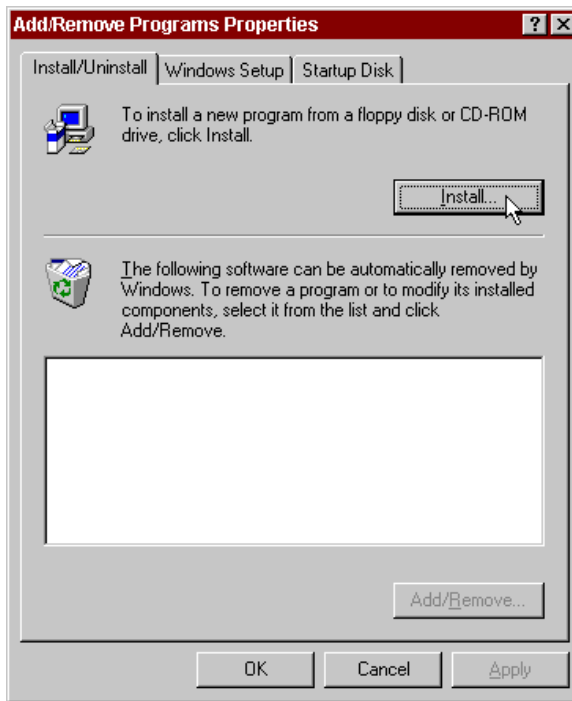 Add/Remove Programs Properties
Install/Uninstall Windows Setup Startup Disk
To install a new program from a floppy disk or CD-ROM
drive, click Install.
Install...
The following software can be automatically removed by
Windows. To remove a program or to modify its installed
components, select it from the list and click
Add/Remove.
Add/Remove...
OK Cancel Apply